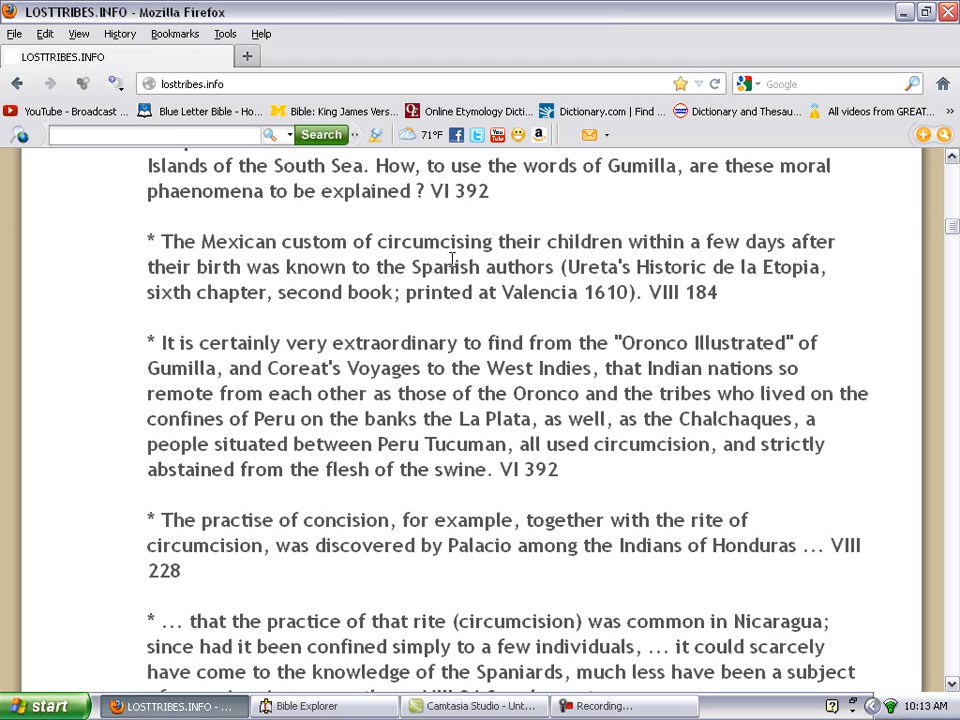 LOSTTRIBES.INFO - Mozilla Firefox
File Edit View History Bookmarks Tools Help
LOSTTRIBES.INFO
losttribes.info
Google
YouTube - Broadcast ... Blue Letter Bible - Ho... Bible: King James Vers... Online Etymology Dicti... Dictionary.com | Find ... Dictionary and Thesau... All videos from GREAT...
Search 71°F
Islands of the South Sea. How, to use the words of Gumilla, are these moral
phaenomena to be explained ? VI 392
* The Mexican custom of circumcising their children within a few days after
their birth was known to the Spanish authors (Ureta's Historic de la Etopia,
sixth chapter, second book; printed at Valencia 1610). VIII 184
* It is certainly very extraordinary to find from the "Oronco Illustrated" of
Gumilla, and Coreat's Voyages to the West Indies, that Indian nations so
remote from each other as those of the Oronco and the tribes who lived on the
confines of Peru on the banks the La Plata, as well, as the Chalchaques, a
people situated between Peru Tucuman, all used circumcision, and strictly
abstained from the flesh of the swine. VI 392
* The practise of concision, for example, together with the rite of
circumcision, was discovered by Palacio among the Indians of Honduras ... VIII
228
* ... that the practice of that rite (circumcision) was common in Nicaragua;
since had it been confined simply to a few individuals, ... it could scarcely
have come to the knowledge of the Spaniards, much less have been a subject
start LOSTTRIBES.INFO - ... Bible Explorer Camtasia Studio - Unt... Recording... 10:13 AM